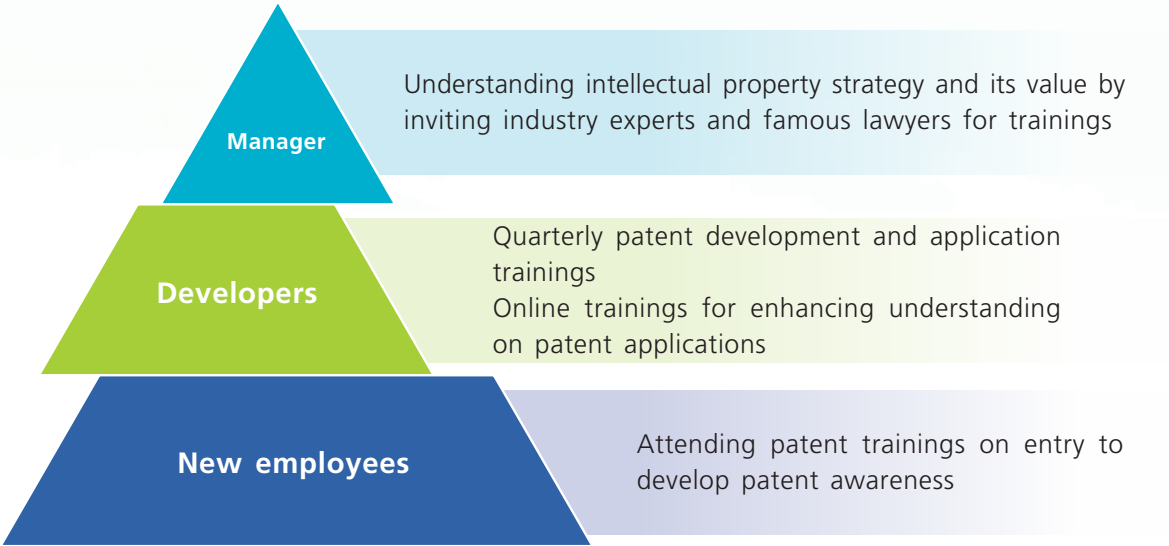 Manager
Understanding intellectual property strategy and its value by
inviting industry experts and famous lawyers for trainings
Developers
Quarterly patent development and application
trainings
Online trainings for enhancing understanding
on patent applications
New employees
Attending patent trainings on entry to
develop patent awareness